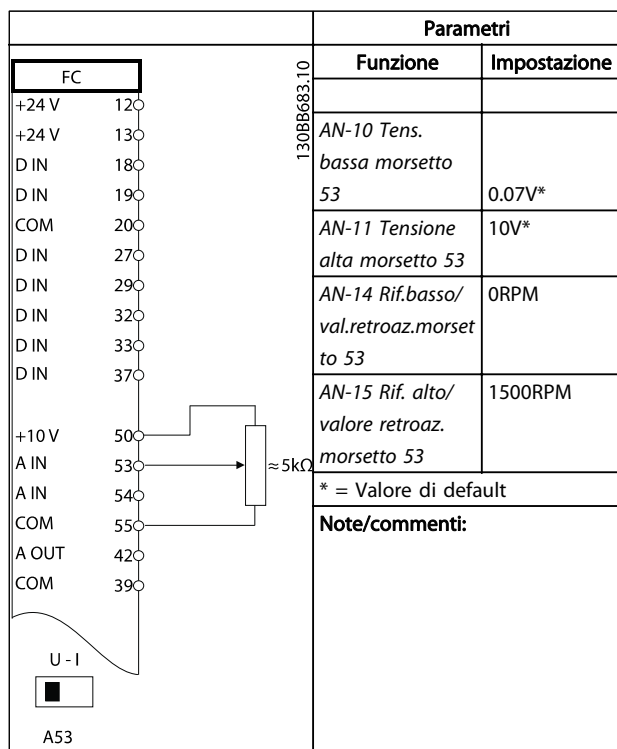 Parametri
Funzione Impostazione
FC
130BB683.10
+24 V 12
+24 V 13
D IN 18
D IN 19
COM 20
D IN 27
D IN 29
D IN 32
D IN 33
D IN 37
+10 V 50
A IN 53
A IN 54
COM 55
A OUT 42
COM 39
≈5kΩ
U - I
A53
AN-10 Tens.
bassa morsetto
53 0.07V*
AN-11 Tensione 10V*
alta morsetto 53
AN-14 Rif.basso/ 0RPM
val.retroaz.morset
to 53
AN-15 Rif. alto/ 1500RPM
valore retroaz.
morsetto 53
* = Valore di default
Note/commenti: